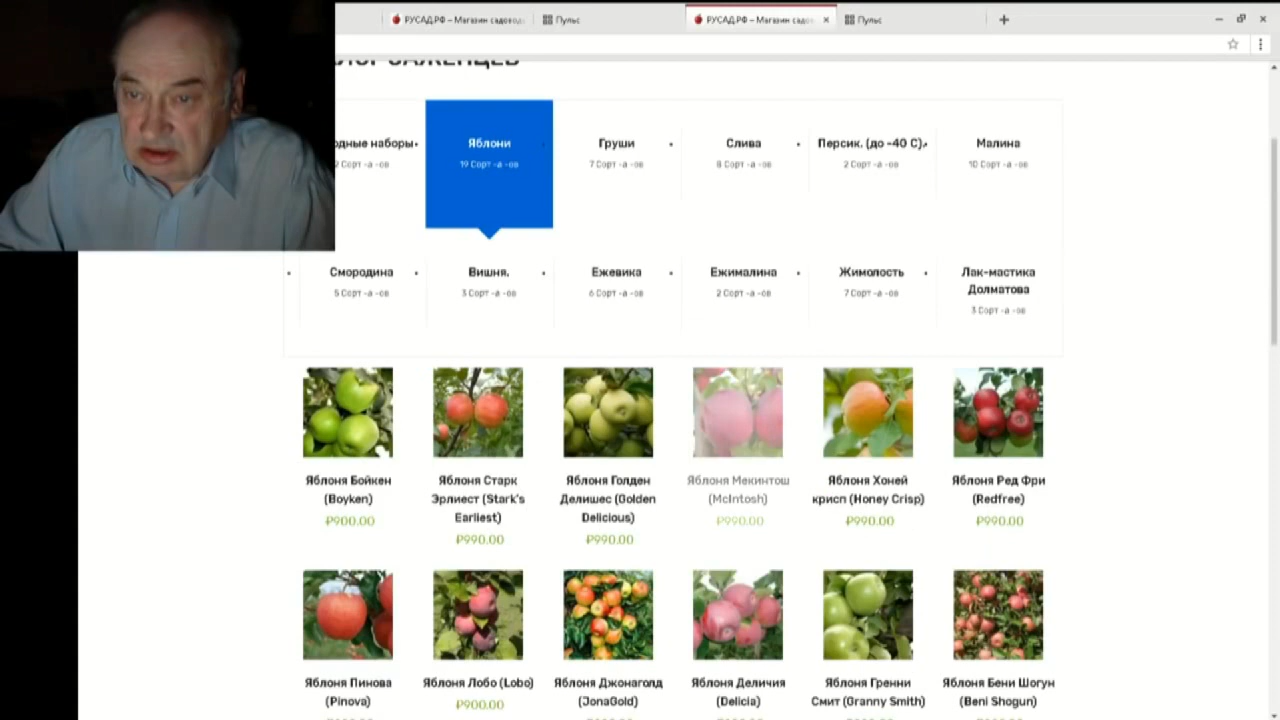 РУСАД.РФ – Магазин садовода
Пульс
РУСАД.РФ – Магазин садо
Пульс
САЖЕНЦЕВ
одные наборы
2 Сорт -а -ов
Яблони
19 Сорт -а -ов
Груши
7 Сорт -а -ов
Слива
8 Сорт -а -ов
Персик. (до -40 С).
2 Сорт -а -ов
Малина
10 Сорт -а -ов
Смородина
5 Сорт -а -ов
Вишня.
3 Сорт -а -ов
Ежевика
6 Сорт -а -ов
Ежималина
2 Сорт -а -ов
Жимолость
7 Сорт -а -ов
Лак-мастика
Долматова
3 Сорт -а -ов
Яблоня Бойкен
(Boyken)
₽900.00
Яблоня Старк
Эрлиест (Stark's
Earliest)
₽990.00
Яблоня Голден
Делишес (Golden
Delicious)
₽990.00
Яблоня Мекинтош
(McIntosh)
₽990.00
Яблоня Хоней
крисп (Honey Crisp)
₽990.00
Яблоня Ред Фри
(Redfree)
₽990.00
Яблоня Пинова
(Pinova)
Яблоня Лобо (Lobo)
₽900.00
Яблоня Джонаголд
(JonaGold)
Яблоня Деличия
(Delicia)
Яблоня Гренни
Смит (Granny Smith)
Яблоня Бени Шогун
(Beni Shogun)